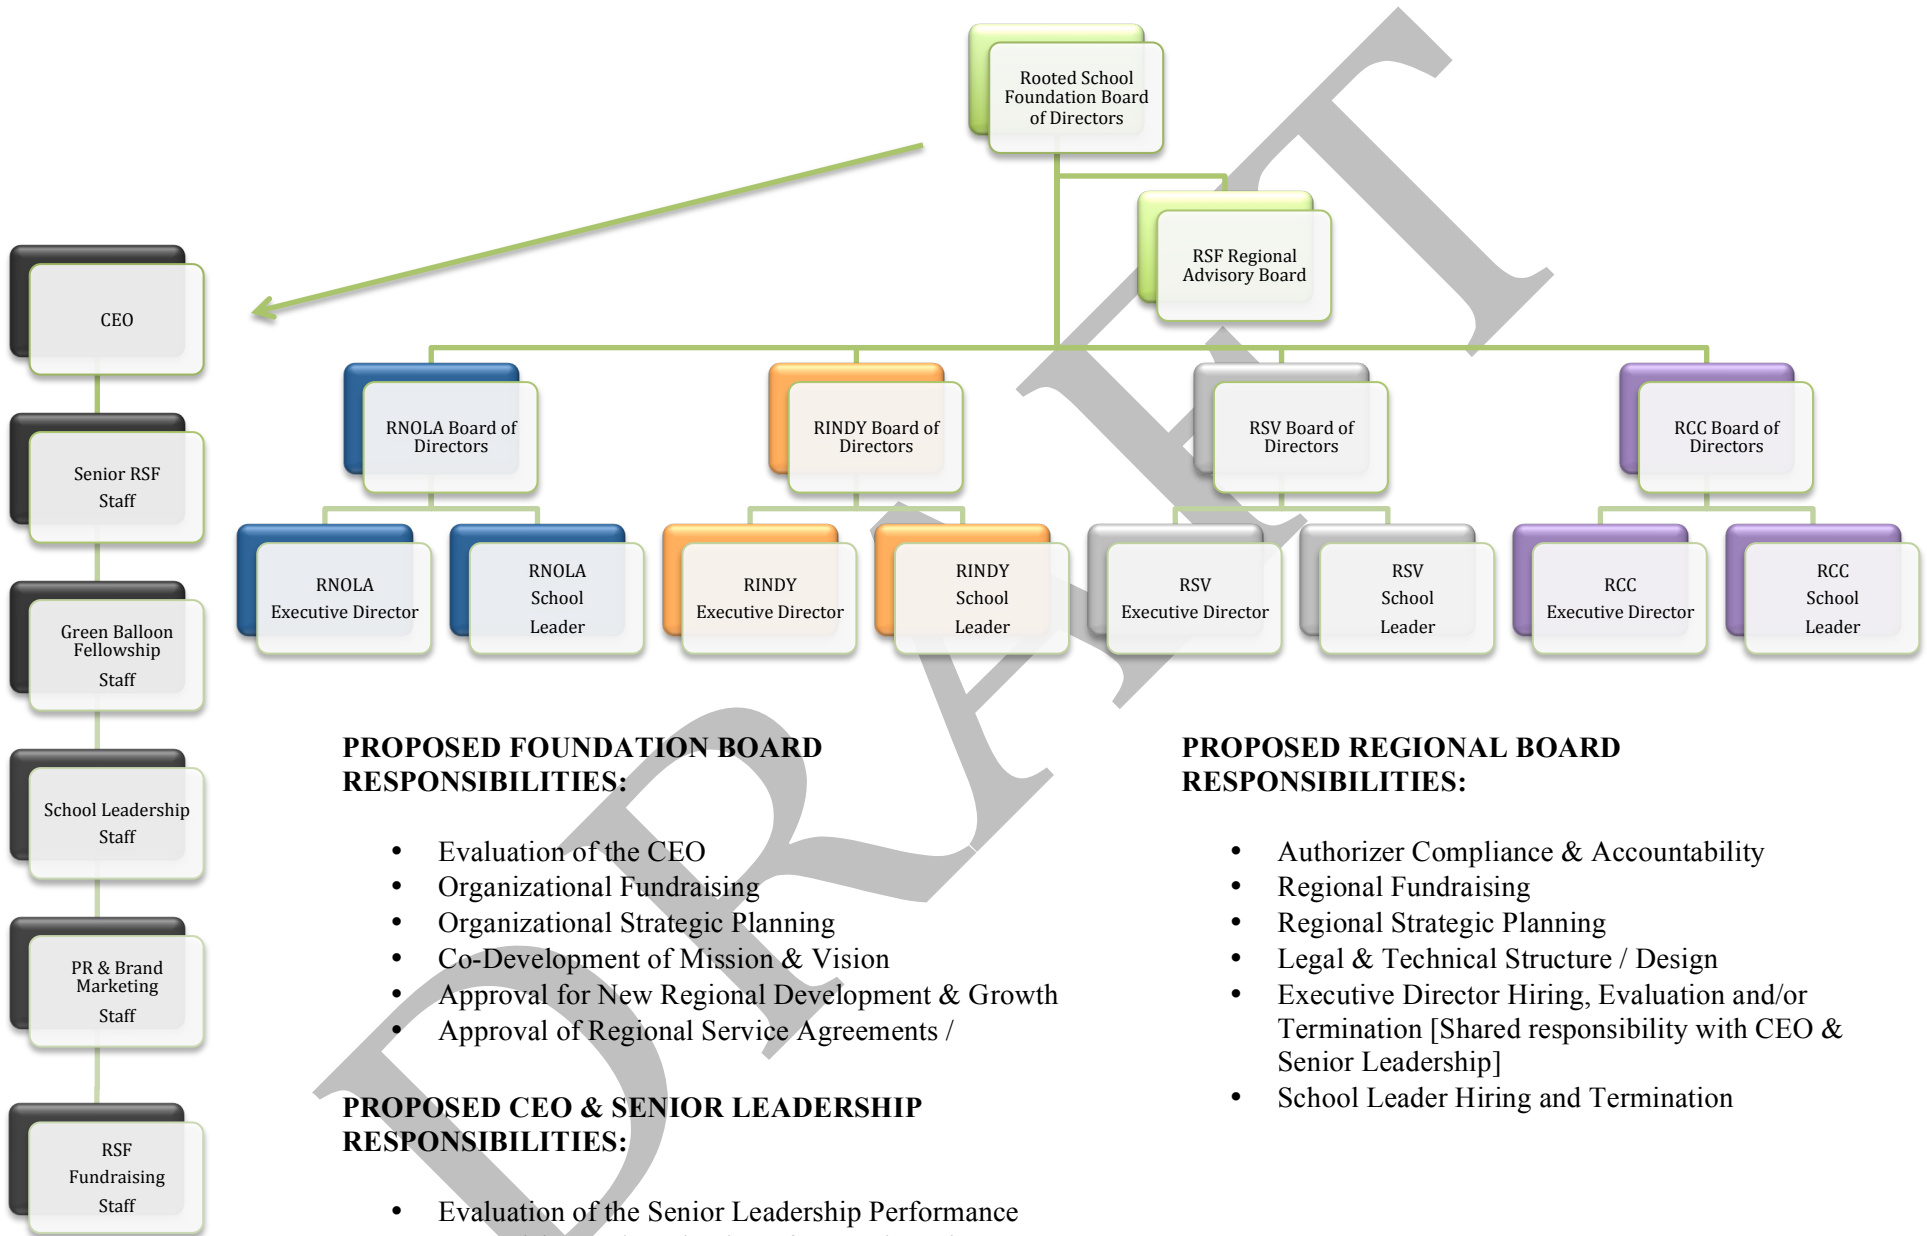 Rooted School
Foundation Board
of Directors
RSF Regional
Advisory Board
CEO
Senior RSF
Staff
Green Balloon
Fellowship
Staff
School Leadership
Staff
PR & Brand
Marketing
Staff
RSF
Fundraising
Staff
RNOLA Board of
Directors
RINDY Board of
Directors
RSV Board of
Directors
RCC Board of
Directors
RNOLA
Executive Director
RNOLA
School
Leader
RINDY
Executive Director
RINDY
School
Leader
RSV
Executive Director
RSV
School
Leader
RCC
Executive Director
RCC
School
Leader
DRAFT
PROPOSED FOUNDATION BOARD
RESPONSIBILITIES:
• Evaluation of the CEO
• Organizational Fundraising
• Organizational Strategic Planning
• Co-Development of Mission & Vision
• Approval for New Regional Development & Growth
• Approval of Regional Service Agreements /
PROPOSED CEO & SENIOR LEADERSHIP
RESPONSIBILITIES:
• Evaluation of the Senior Leadership Performance
PROPOSED REGIONAL BOARD
RESPONSIBILITIES:
• Authorizer Compliance & Accountability
• Regional Fundraising
• Regional Strategic Planning
• Legal & Technical Structure / Design
• Executive Director Hiring, Evaluation and/or
Termination [Shared responsibility with CEO &
Senior Leadership]
• School Leader Hiring and Termination